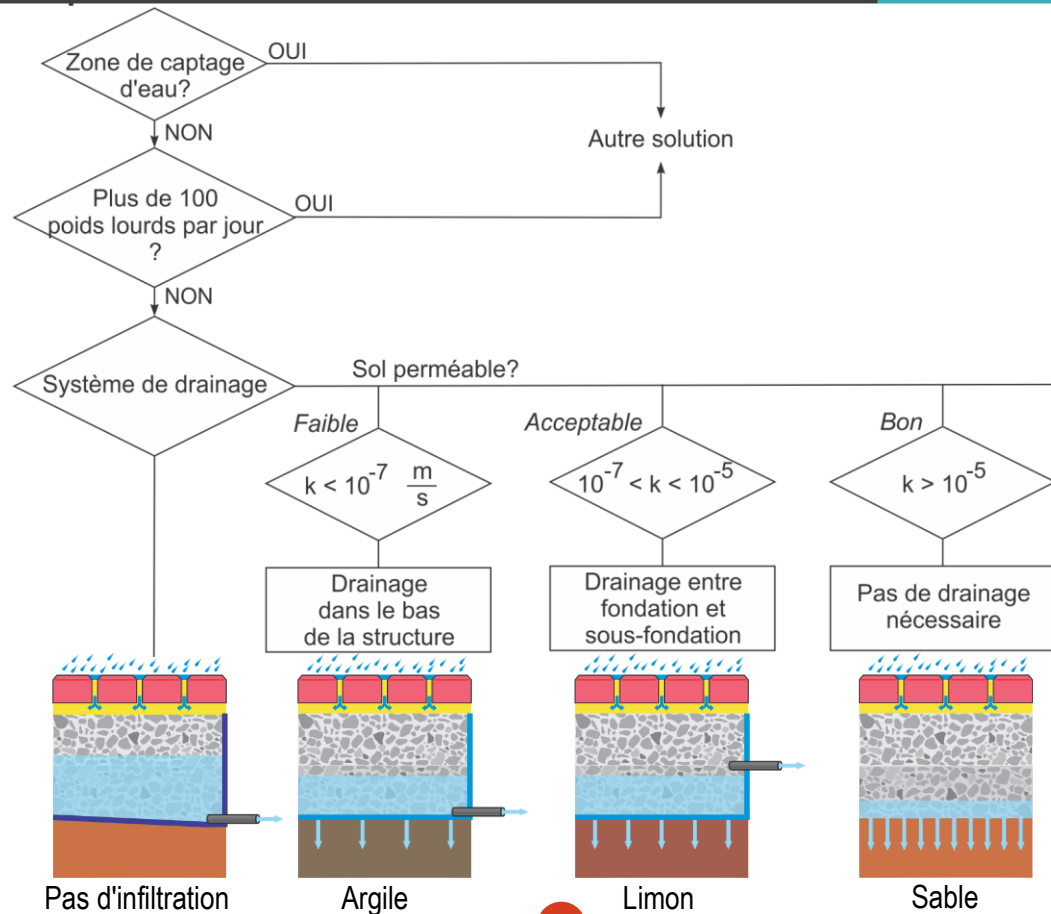 Zone de captage
d'eau?
OUI
NON
Autre solution
Plus de 100
poids lourds par jour
?
OUI
NON
Système de drainage
Sol perméable?
Faible
Acceptable
Bon
k < 10⁻⁷ m/s
10⁻⁷ < k < 10⁻⁵
k > 10⁻⁵
Drainage
dans le bas
de la structure
Drainage entre
fondation et
sous-fondation
Pas de drainage
nécessaire
Pas d'infiltration
Argile
Limon
Sable